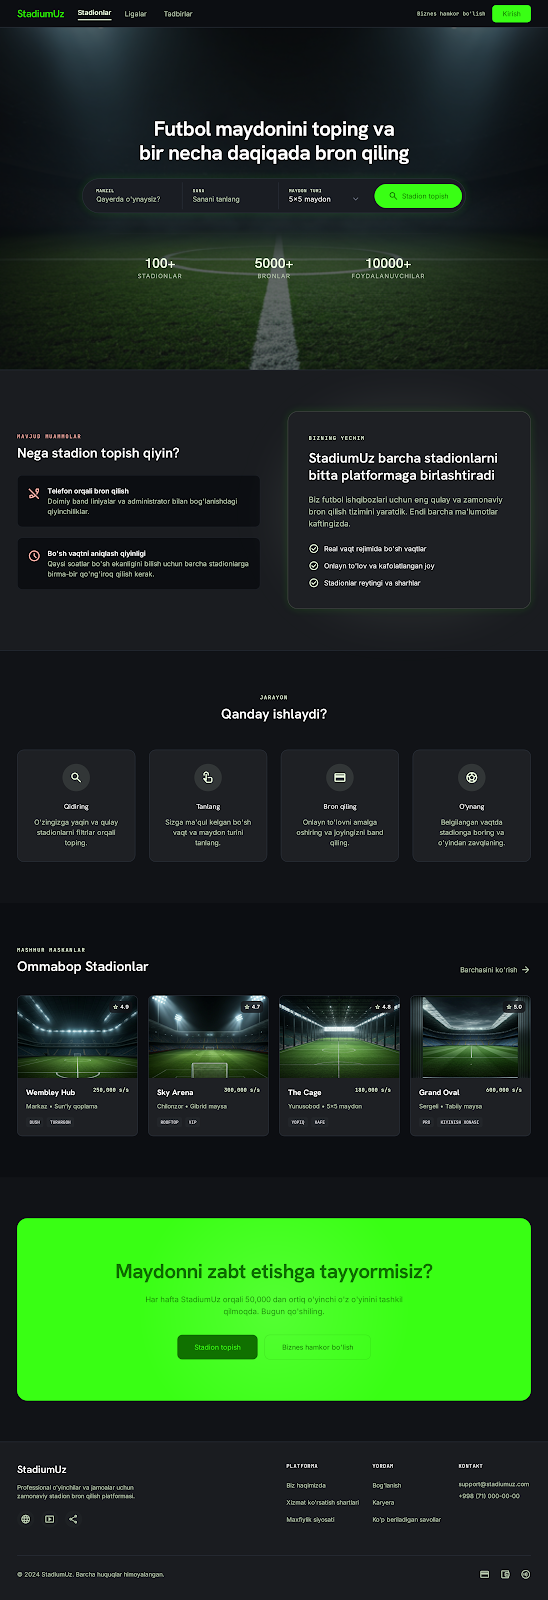 StadiumUz
Stadionlar
Ligalar
Tadbirlar
Biznes hamkor bo'lish
Kirish
Futbol maydonini toping va
bir necha daqiqada bron qiling
MANZIL
Qayerda o'ynaysiz?
SANA
Sanani tanlang
MAYDON TURI
5×5 maydon
Stadion topish
100+
STADIONLAR
5000+
BRONLAR
10000+
FOYDALANUVCHILAR
MAVJUD MUAMMOLAR
Nega stadion topish qiyin?
Telefon orqali bron qilish
Doimiy band liniyalar va administrator bilan bog'lanishdagi
qiyinchiliklar.
Bo'sh vaqtni aniqlash qiyinligi
Qaysi soatlar bo'sh ekanligini bilish uchun barcha stadionlarga
birma-bir qo'ng'iroq qilish kerak.
BIZNING YECHIM
StadiumUz barcha stadionlarni
bitta platformaga birlashtiradi
Biz futbol ishqibozlari uchun eng qulay va zamonaviy
bron qilish tizimini yaratdik. Endi barcha ma'lumotlar
kaftingizda.
Real vaqt rejimida bo'sh vaqtlar
Onlayn to'lov va kafolatlangan joy
Stadionlar reytingi va sharhlar
JARAYON
Qanday ishlaydi?
Qidiring
O'zingizga yaqin va qulay
stadionlarni filtrlar orqali
toping.
Tanlang
Sizga ma'qul kelgan bo'sh
vaqt va maydon turini
tanlang.
Bron qiling
Onlayn to'lovni amalga
oshiring va joyingizni band
qiling.
O'ynang
Belgilangan vaqtda
stadionga boring va
o'yindan zavqlaning.
MASHHUR MASKANLAR
Ommabop Stadionlar
Barchasini ko'rish
4.9
Wembley Hub
250,000 s/s
Markaz • Sun'iy qoplama
DUSH
TURARGOH
4.7
Sky Arena
300,000 s/s
Chilonzor • Gibrid maysa
ROOFTOP
VIP
4.8
The Cage
180,000 s/s
Yunusobod • 5×5 maydon
YOPIQ
KAFE
5.0
Grand Oval
600,000 s/s
Sergeli • Tabiiy maysa
PRO
KIYINISH XONASI
Maydonni zabt etishga tayyormisiz?
Har hafta StadiumUz orqali 50,000 dan ortiq o'yinchi o'z o'yinini tashkil
qilmoqda. Bugun qo'shiling.
Stadion topish
Biznes hamkor bo'lish
StadiumUz
Professional o'yinchilar va jamoalar uchun
zamonaviy stadion bron qilish platformasi.
PLATFORMA
Biz haqimizda
Xizmat ko'rsatish shartlari
Maxfiylik siyosati
YORDAM
Bog'lanish
Karyera
Ko'p beriladigan savollar
KONTAKT
support@stadiumuz.com
+998 (71) 000-00-00
© 2024 StadiumUz. Barcha huquqlar himoyalangan.